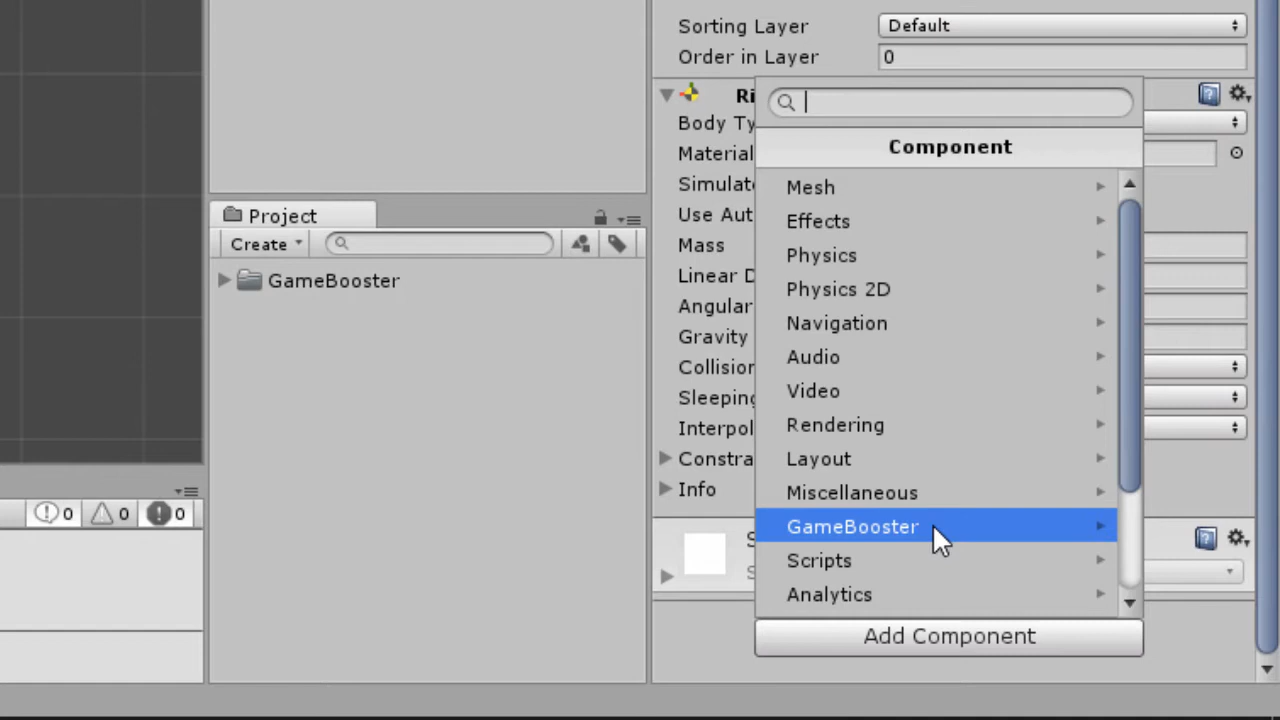 Sorting Layer Default
Order in Layer 0
Ri
Body Ty
Material
Simulate
Use Aut
Mass
Linear D
Angular
Gravity
Collision
Sleeping
Interpol
Constra
Info
S
Component
Mesh
Effects
Physics
Physics 2D
Navigation
Audio
Video
Rendering
Layout
Miscellaneous
GameBooster
Scripts
Analytics
Add Component
Project
Create
GameBooster
0 0 0